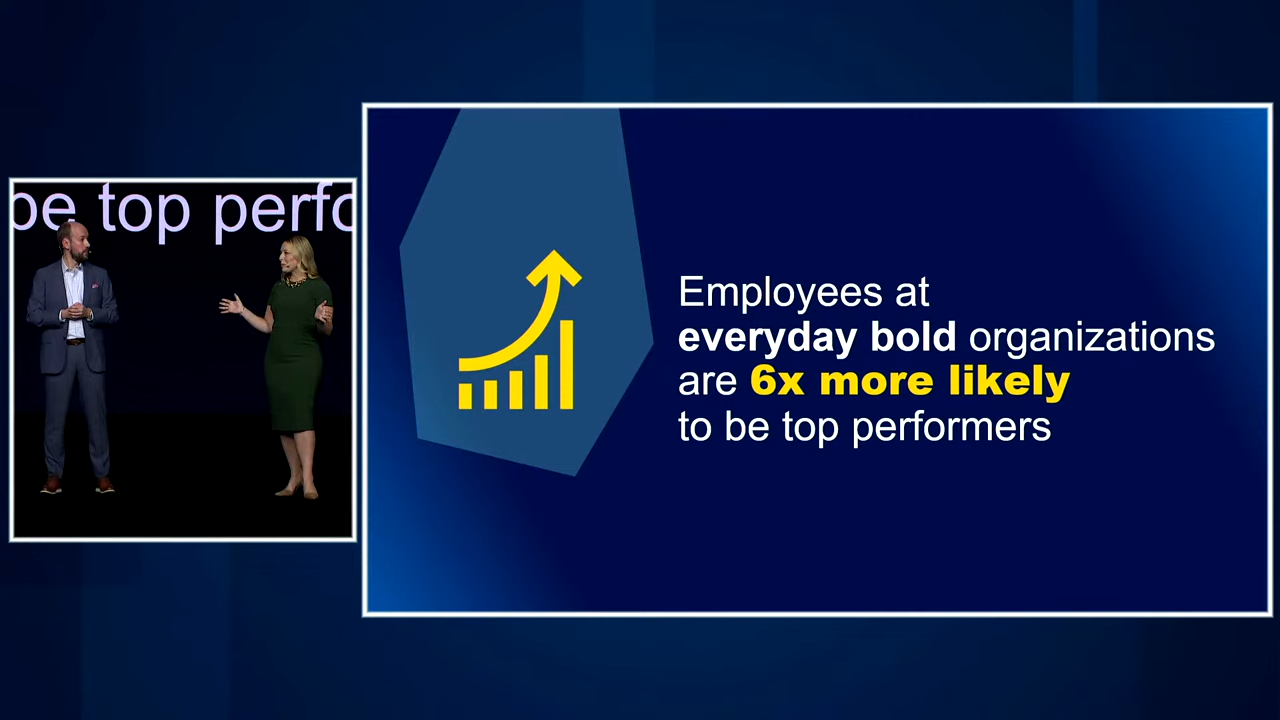 be top perfo
Employees at
everyday bold organizations
are 6x more likely
to be top performers